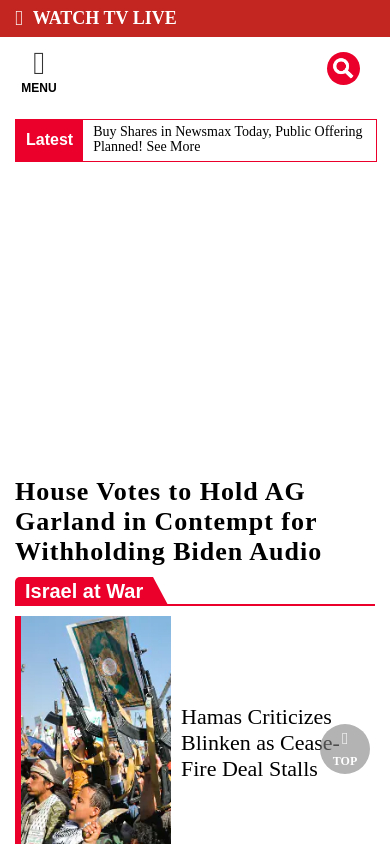 WATCH TV LIVE
MENU
Latest
Buy Shares in Newsmax Today, Public Offering
Planned! See More
House Votes to Hold AG
Garland in Contempt for
Withholding Biden Audio
Israel at War
Hamas Criticizes
Blinken as Cease-
Fire Deal Stalls
TOP